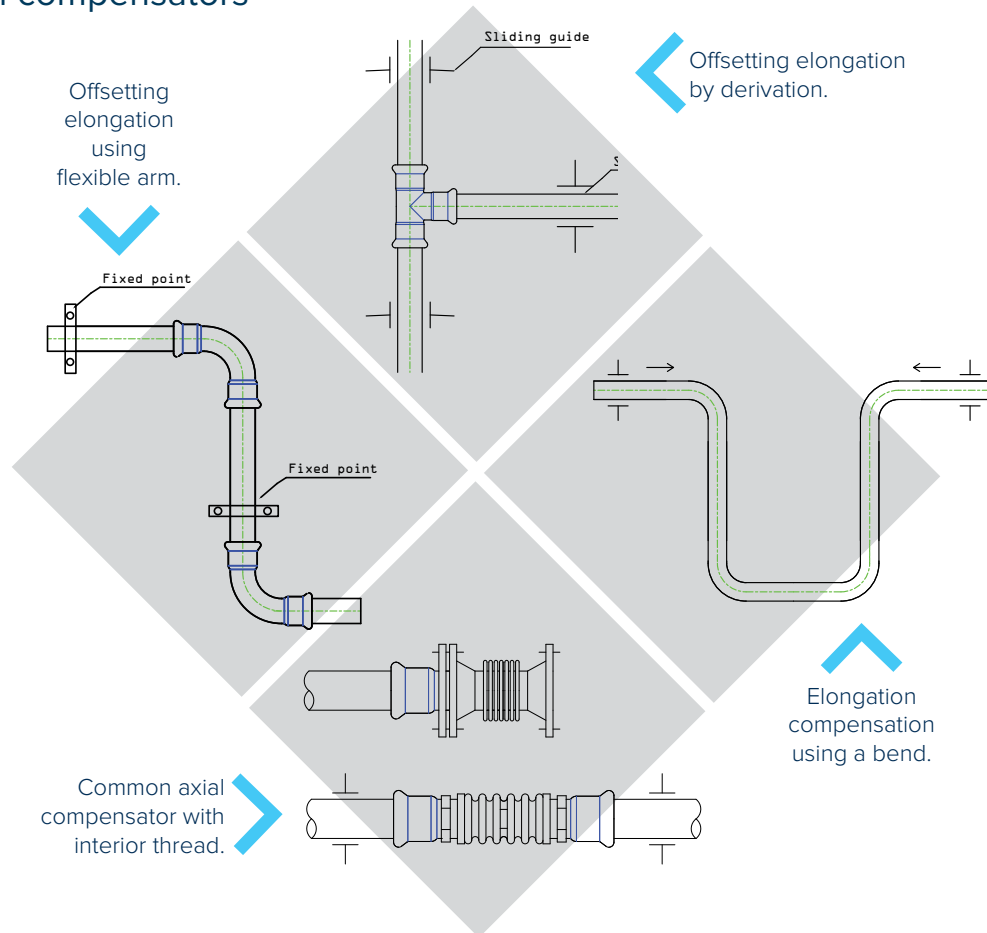 compensators
Sliding guide
Offsetting elongation
by derivation.
Offsetting
elongation
using
flexible arm.
Fixed point
Fixed point
Elongation
compensation
using a bend.
Common axial
compensator with
interior thread.